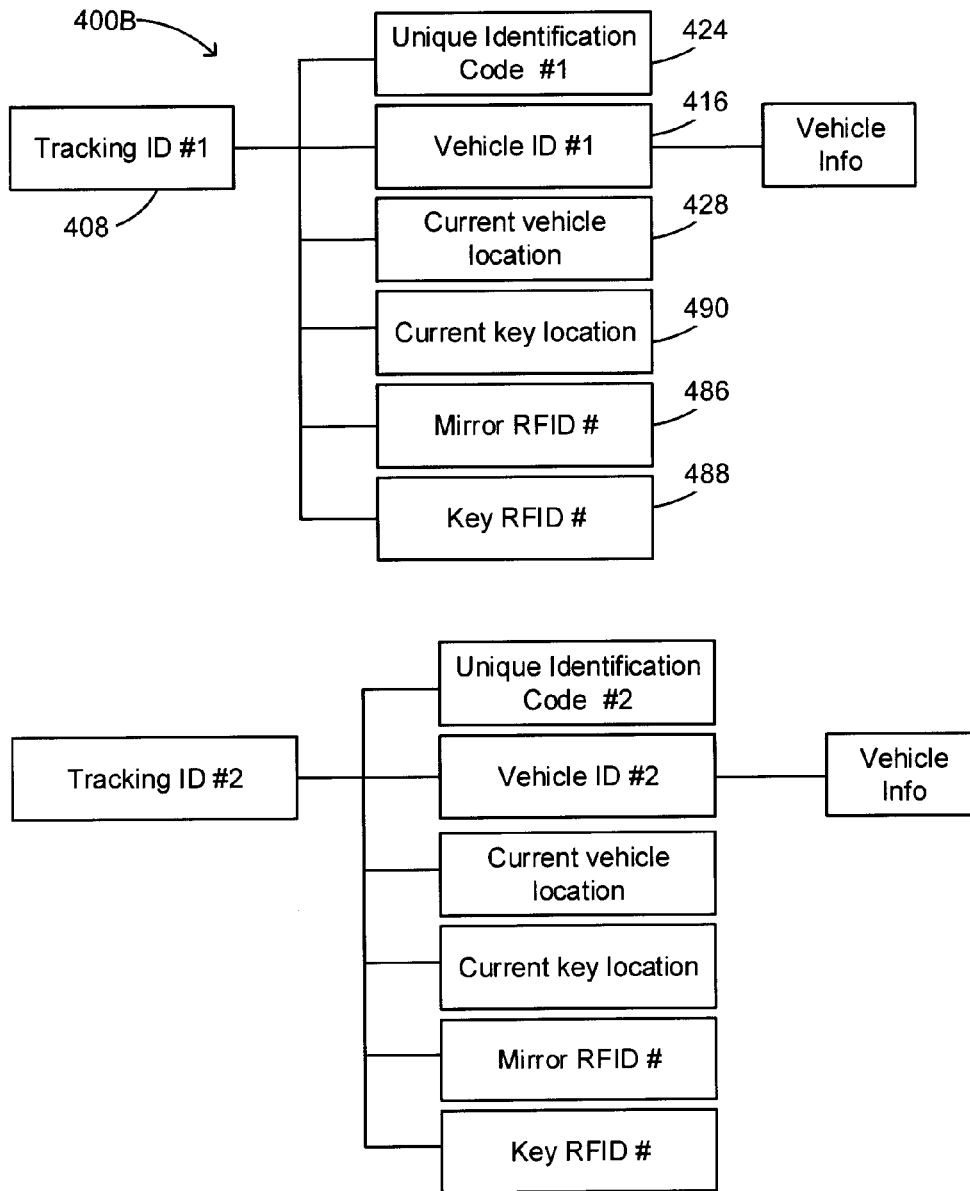 400B
Unique Identification
Code #1
424
Tracking ID #1
408
Vehicle ID #1
416
Vehicle
Info
Current vehicle
location
428
Current key location
490
Mirror RFID #
486
Key RFID #
488
Unique Identification
Code #2
Tracking ID #2
Vehicle ID #2
Vehicle
Info
Current vehicle
location
Current key location
Mirror RFID #
Key RFID #